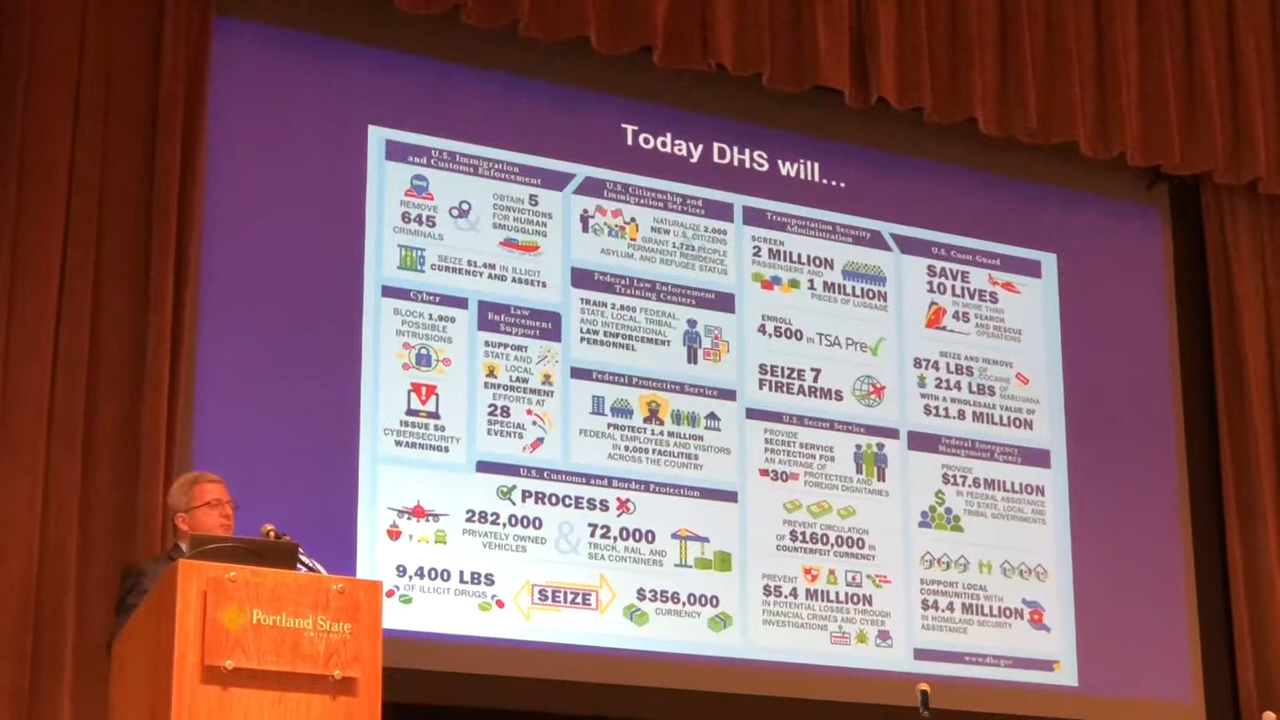 Today DHS will...
U.S. Immigration
and Customs Enforcement
REMOVE
645
CRIMINALS
&
OBTAIN 5
CONVICTIONS
FOR HUMAN
SMUGGLING
SEIZE $1.4M IN ILLICIT
CURRENCY AND ASSETS
U.S. Citizenship and
Immigration Services
NATURALIZE 2,000
NEW U.S. CITIZENS
GRANT 1,723 PEOPLE
PERMANENT RESIDENCE,
ASYLUM, AND REFUGEE STATUS
Transportation Security
Administration
SCREEN
2 MILLION
PASSENGERS AND
1 MILLION
PIECES OF LUGGAGE
ENROLL
4,500 IN TSA Pre
SEIZE 7
FIREARMS
U.S. Coast Guard
SAVE
10 LIVES
IN MORE THAN
45 SEARCH
AND RESCUE
OPERATIONS
SEIZE AND REMOVE
874 LBS OF
COCAINE
214 LBS OF
MARIJUANA
WITH A WHOLESALE VALUE OF
$11.8 MILLION
Cyber
BLOCK 1,900
POSSIBLE
INTRUSIONS
ISSUE 50
CYBERSECURITY
WARNINGS
Law
Enforcement
Support
SUPPORT
STATE AND
LOCAL
LAW
ENFORCEMENT
EFFORTS AT
28
SPECIAL
EVENTS
Federal Law Enforcement
Training Centers
TRAIN 2,800 FEDERAL,
STATE, LOCAL, TRIBAL,
AND INTERNATIONAL
LAW ENFORCEMENT
PERSONNEL
Federal Protective Service
PROTECT 1.4 MILLION
FEDERAL EMPLOYEES AND VISITORS
IN 9,000 FACILITIES
ACROSS THE COUNTRY
U.S. Secret Service
PROVIDE
SECRET SERVICE
PROTECTION FOR
AN AVERAGE OF
30 PROTECTEES AND
FOREIGN DIGNITARIES
PREVENT CIRCULATION
OF $160,000 IN
COUNTERFEIT CURRENCY
PREVENT
$5.4 MILLION
IN POTENTIAL LOSSES THROUGH
FINANCIAL CRIMES AND CYBER
INVESTIGATIONS
Federal Emergency
Management Agency
PROVIDE
$17.6 MILLION
IN FEDERAL ASSISTANCE
TO STATE, LOCAL, AND
TRIBAL GOVERNMENTS
SUPPORT LOCAL
COMMUNITIES WITH
$4.4 MILLION
IN HOMELAND SECURITY
ASSISTANCE
www.dhs.gov
U.S. Customs and Border Protection
PROCESS
282,000
PRIVATELY OWNED
VEHICLES
&
72,000
TRUCK, RAIL, AND
SEA CONTAINERS
9,400 LBS
OF ILLICIT DRUGS
SEIZE
$356,000
CURRENCY
Portland State
UNIVERSITY